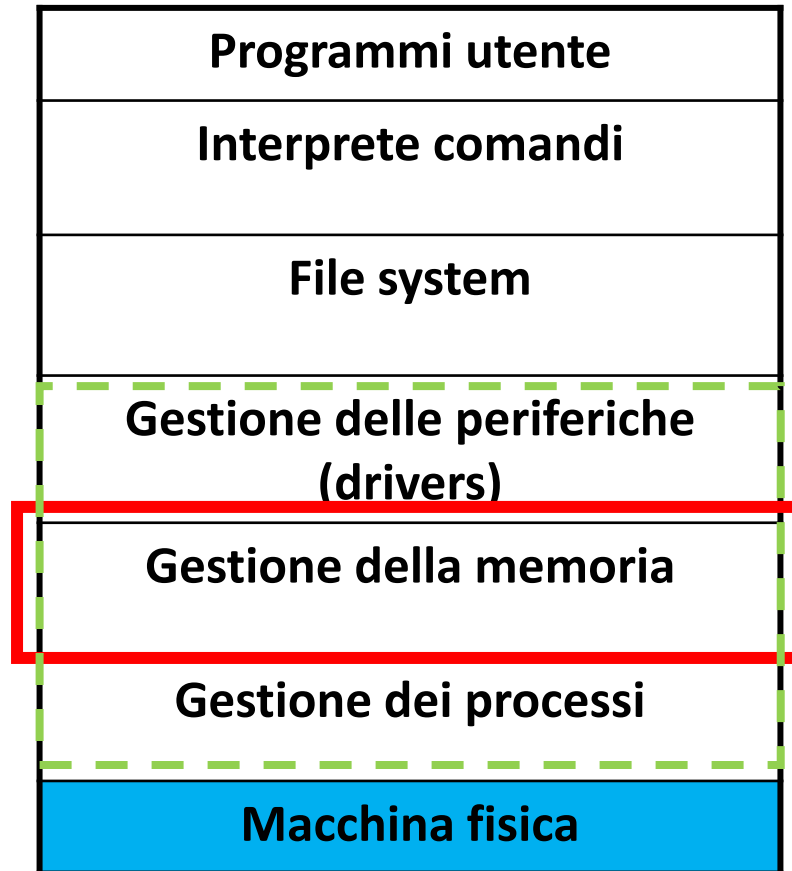 Programmi utente
Interprete comandi
File system
Gestione delle periferiche
(drivers)
Gestione della memoria
Gestione dei processi
Macchina fisica